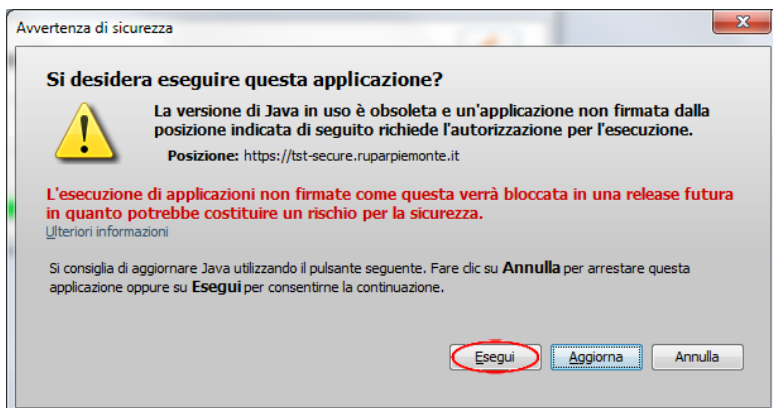 Avvertenza di sicurezza
Si desidera eseguire questa applicazione?
La versione di Java in uso è obsoleta e un'applicazione non firmata dalla
posizione indicata di seguito richiede l'autorizzazione per l'esecuzione.
Posizione: https://tst-secure.ruparpiemonte.it
L'esecuzione di applicazioni non firmate come questa verrà bloccata in una release futura
in quanto potrebbe costituire un rischio per la sicurezza.
Ulteriori informazioni
Si consiglia di aggiornare Java utilizzando il pulsante seguente. Fare clic su Annulla per arrestare questa
applicazione oppure su Esegui per consentirne la continuazione.
Esegui Aggiorna Annulla